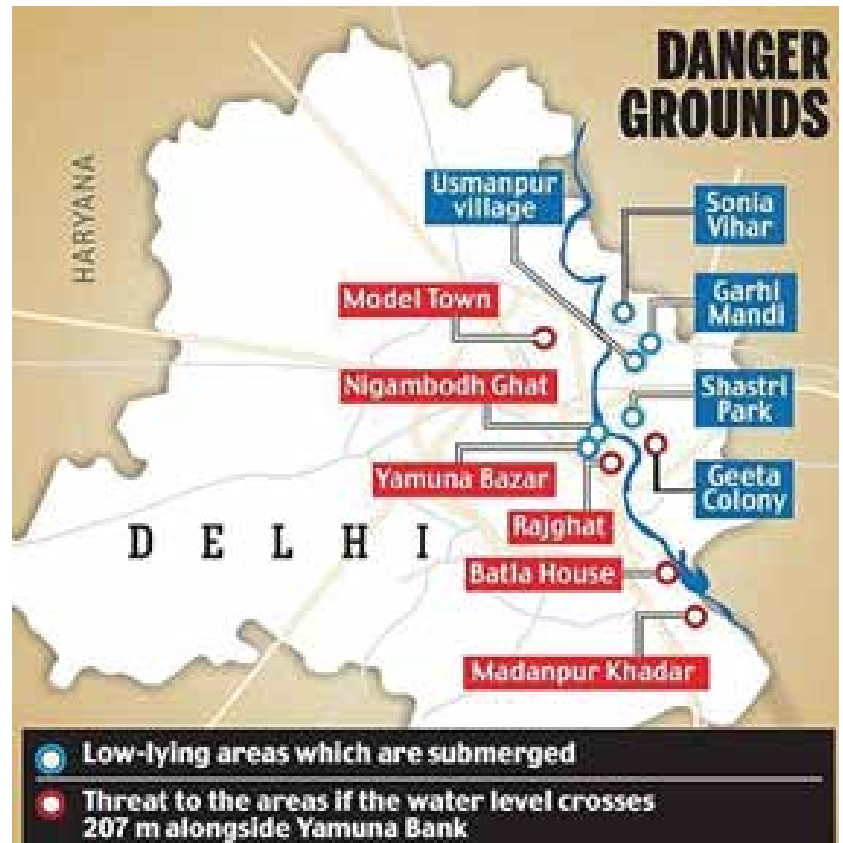 DANGER
GROUNDS
HARYANA
Usmanpur
village
Sonia
Vihar
Model Town
Garhi
Mandi
Nigambodh Ghat
Shastri
Park
Yamuna Bazar
Geeta
Colony
Rajghat
DELHI
Batla House
Madanpur Khadar
Low-lying areas which are submerged
Threat to the areas if the water level crosses
207 m alongside Yamuna Bank